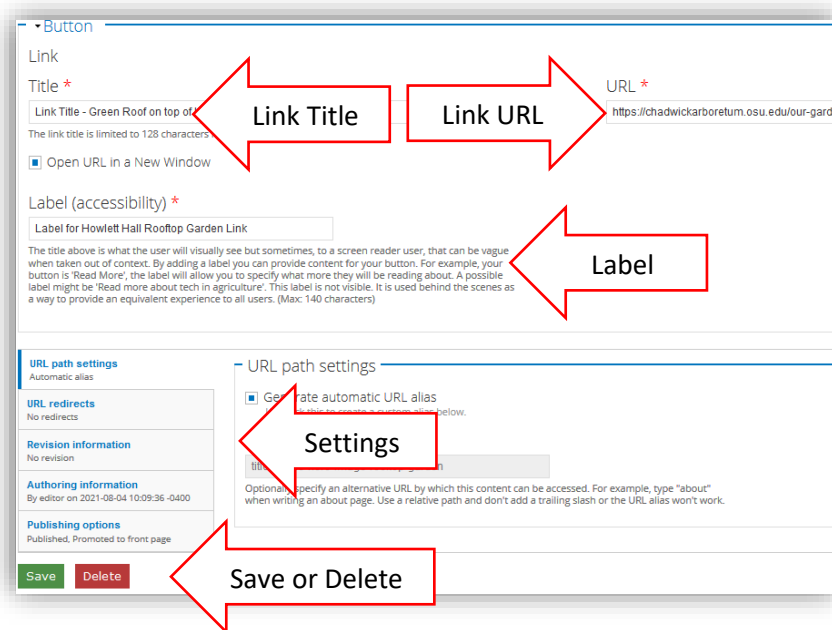 Button
Link
Title * URL *
Link Title - Green Roof on top of https://chadwickarboretum.osu.edu/our-gard
Link Title Link URL
The link title is limited to 128 characters
Open URL in a New Window
Label (accessibility) *
Label for Howlett Hall Rooftop Garden Link
The title above is what the user will visually see but sometimes, to a screen reader user, that can be vague
when taken out of context. By adding a label you can provide content for your button. For example, your
button is 'Read More', the label will allow you to specify what more they will be reading about. A possible
label might be 'Read more about tech in agriculture'. This label is not visible. It is used behind the scenes as
a way to provide an equivalent experience to all users. (Max: 140 characters)
Label
URL path settings
Automatic alias
URL redirects
No redirects
Revision information
No revision
Authoring information
By editor on 2021-08-04 10:09:36 -0400
Publishing options
Published, Promoted to front page
URL path settings
Generate automatic URL alias
this to create a custom alias below.
Settings
Optionally specify an alternative URL by which this content can be accessed. For example, type "about"
when writing an about page. Use a relative path and don't add a trailing slash or the URL alias won't work.
Save Delete
Save or Delete